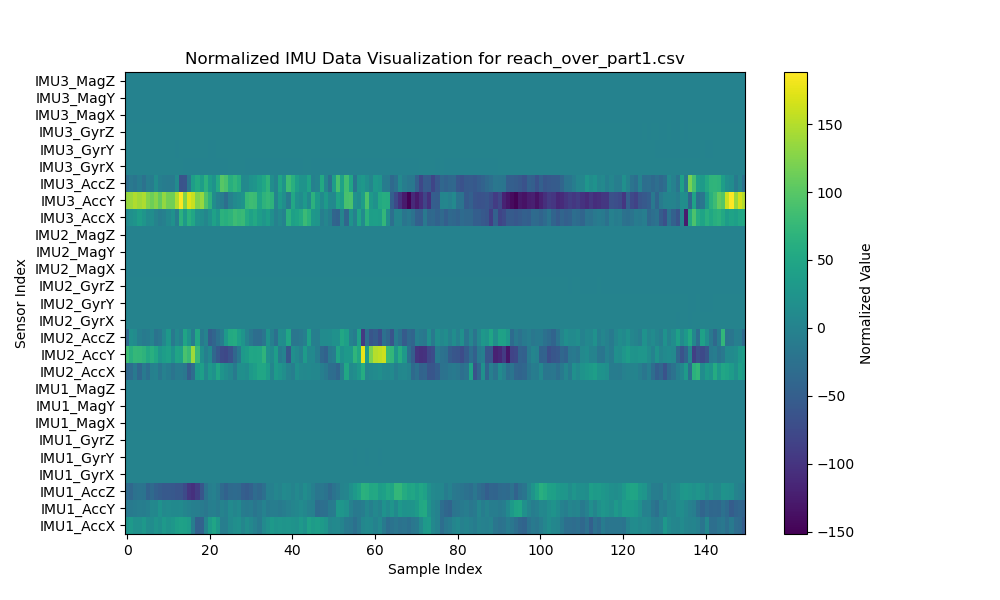 Normalized IMU Data Visualization for reach_over_part1.csv
IMU3_MagZ
IMU3_MagY
IMU3_MagX
IMU3_GyrZ
IMU3_GyrY
IMU3_GyrX
IMU3_AccZ
IMU3_AccY
IMU3_AccX
IMU2_MagZ
IMU2_MagY
IMU2_MagX
IMU2_GyrZ
IMU2_GyrY
IMU2_GyrX
IMU2_AccZ
IMU2_AccY
IMU2_AccX
IMU1_MagZ
IMU1_MagY
IMU1_MagX
IMU1_GyrZ
IMU1_GyrY
IMU1_GyrX
IMU1_AccZ
IMU1_AccY
IMU1_AccX
Sensor Index
0 20 40 60 80 100 120 140
Sample Index
150
100
50
0
−50
−100
−150
Normalized Value